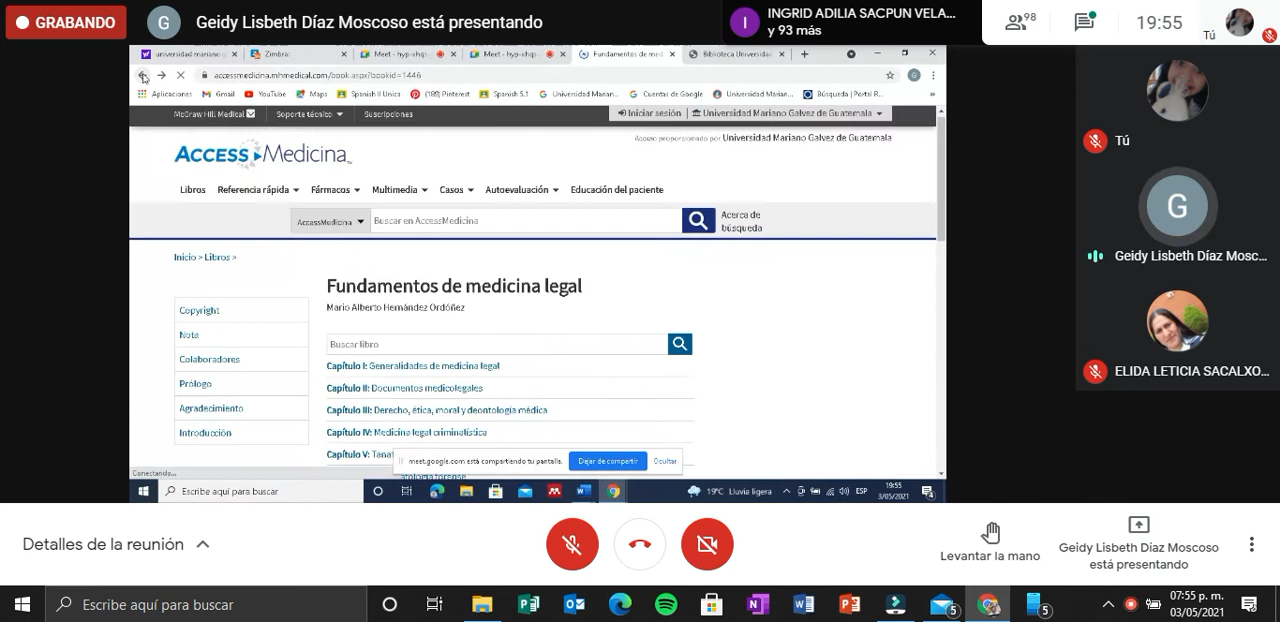 GRABANDO
G
Geidy Lisbeth Díaz Moscoso está presentando
I
INGRID ADILIA SACPUN VELA...
y 93 más
98
19:55
Tú
universidad mariano g
Zimbra:
Meet - hyp-xhqs
Meet - hyp-xhqs
Fundamentos de med
Biblioteca Universidad
accessmedicina.mhmedical.com/book.aspx?bookid=1446
G
Aplicaciones
Gmail
YouTube
Maps
Spanish II Unica
(189) Pinterest
Spanish 5.1
Universidad Marian...
Cuentas de Google
Universidad Marian...
Búsqueda | Portal R...
»
McGraw Hill Medical
Soporte técnico
Suscripciones
Iniciar sesión
Universidad Mariano Galvez de Guatemala
Acceso proporcionado por Universidad Mariano Galvez de Guatemala
ACCESS Medicina
Libros
Referencia rápida
Fármacos
Multimedia
Casos
Autoevaluación
Educación del paciente
AccessMedicina
Buscar en AccessMedicina
Acerca de
búsqueda
Inicio > Libros >
Fundamentos de medicina legal
Mario Alberto Hernández Ordóñez
Copyright
Nota
Colaboradores
Prólogo
Agradecimiento
Introducción
Buscar libro
Capítulo I: Generalidades de medicina legal
Capítulo II: Documentos medicolegales
Capítulo III: Derecho, ética, moral y deontología médica
Capítulo IV: Medicina legal criminalística
Capítulo V: Tanat
meet.google.com está compartiendo tu pantalla.
Dejar de compartir
Ocultar
Conectando...
Escribe aquí para buscar
19°C Lluvia ligera
ESP
19:55
3/05/2021
Tú
G
Geidy Lisbeth Díaz Mosc...
ELIDA LETICIA SACALXO...
Detalles de la reunión
Levantar la mano
Geidy Lisbeth Díaz Moscoso
está presentando
Escribe aquí para buscar
5
5
07:55 p. m.
03/05/2021